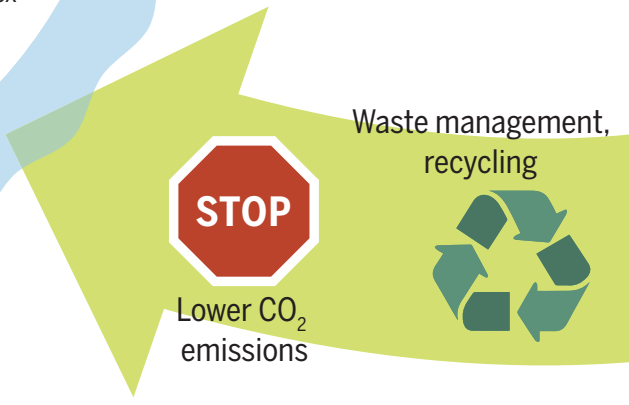 Waste management,
recycling
STOP
Lower CO₂
emissions